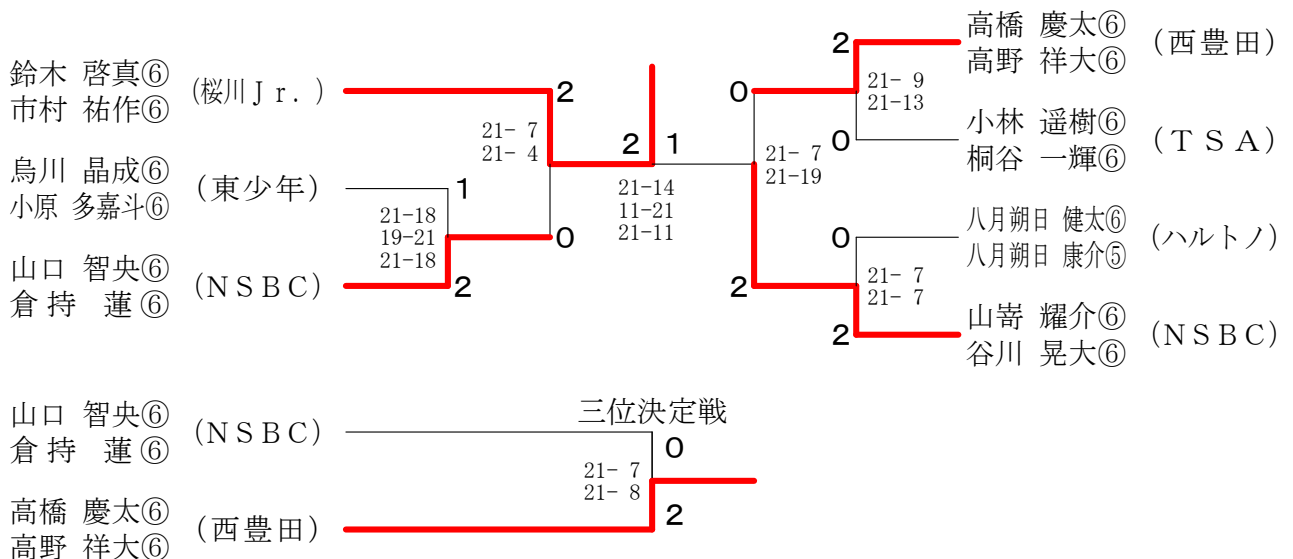 鈴木 啓真⑥
市村 祐作⑥
(桜川Jr.)
2
21- 7
21- 4
烏川 晶成⑥
小原 多嘉斗⑥
(東少年)
1
21-18
19-21
21-18
0
山口 智央⑥
倉持 蓮⑥
(NSBC)
2
2
1
21-14
11-21
21-11
高橋 慶太⑥
高野 祥大⑥
(西豊田)
2
0
21- 9
21-13
小林 遥樹⑥
桐谷 一輝⑥
(TSA)
0
21- 7
21-19
八月朔日 健太⑥
八月朔日 康介⑤
(ハルトノ)
0
2
21- 7
21- 7
山嵜 耀介⑥
谷川 晃大⑥
(NSBC)
2
三位決定戦
山口 智央⑥
倉持 蓮⑥
(NSBC)
0
21- 7
21- 8
高橋 慶太⑥
高野 祥大⑥
(西豊田)
2